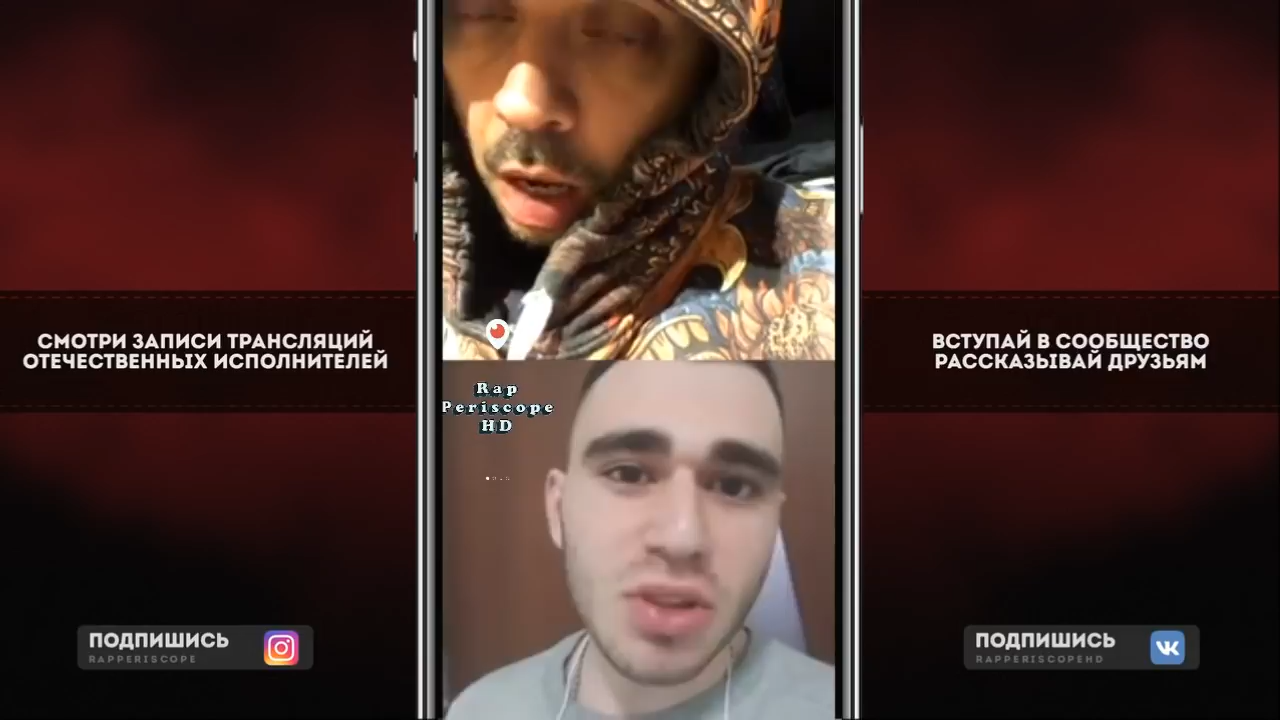 СМОТРИ ЗАПИСИ ТРАНСЛЯЦИЙ
ОТЕЧЕСТВЕННЫХ ИСПОЛНИТЕЛЕЙ
ВСТУПАЙ В СООБЩЕСТВО
РАССКАЗЫВАЙ ДРУЗЬЯМ
Rap
Periscope
HD
ПОДПИШИСЬ
RAPPERISCOPE
ПОДПИШИСЬ
RAPPERISCOPEHD